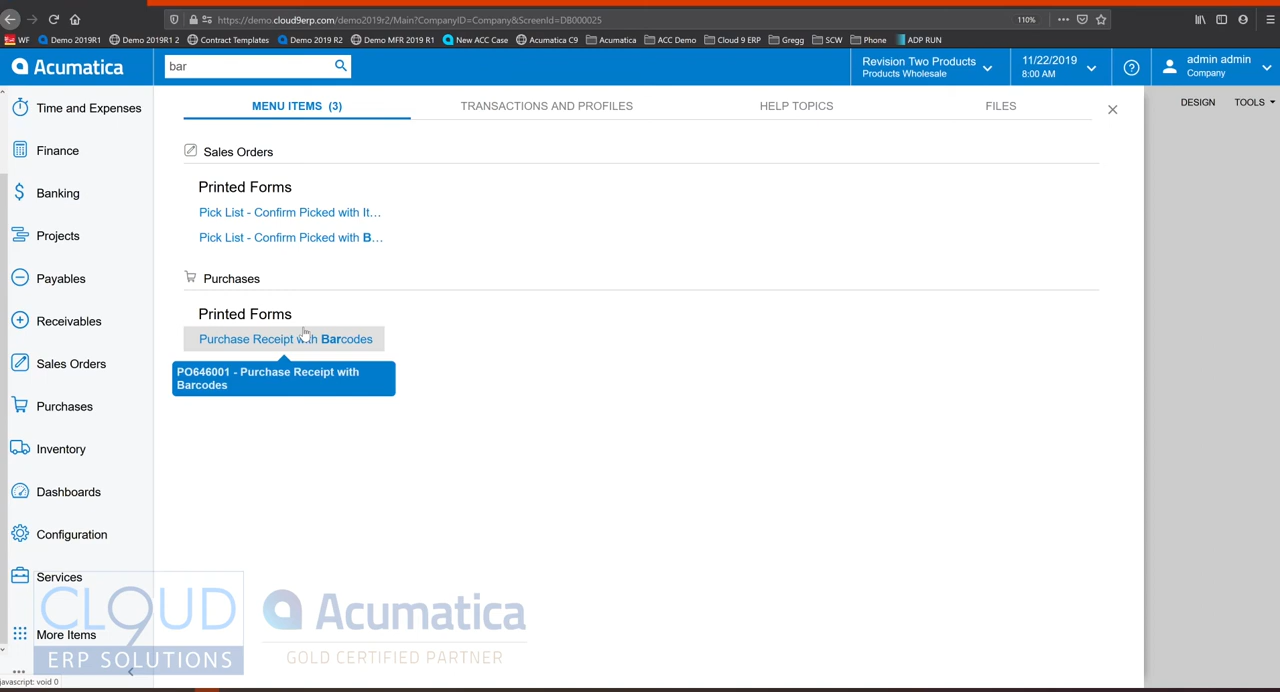 https://demo.cloud9erp.com/demo2019r2/Main?CompanyID=Company&ScreenId=DB000025
110%
WF
Demo 2019R1
Demo 2019R1 2
Contract Templates
Demo 2019 R2
Demo MFR 2019 R1
New ACC Case
Acumatica C9
Acumatica
ACC Demo
Cloud 9 ERP
Gregg
SCW
Phone
ADP RUN
Acumatica
bar
Revision Two Products
Products Wholesale
11/22/2019
8:00 AM
admin admin
Company
MENU ITEMS (3)
TRANSACTIONS AND PROFILES
HELP TOPICS
FILES
DESIGN
TOOLS
Time and Expenses
Finance
Banking
Projects
Payables
Receivables
Sales Orders
Purchases
Inventory
Dashboards
Configuration
Services
More Items
Sales Orders
Printed Forms
Pick List - Confirm Picked with It...
Pick List - Confirm Picked with B...
Purchases
Printed Forms
Purchase Receipt with Barcodes
PO646001 - Purchase Receipt with
Barcodes
CLOUD
9
ERP SOLUTIONS
Acumatica
GOLD CERTIFIED PARTNER
javascript: void 0